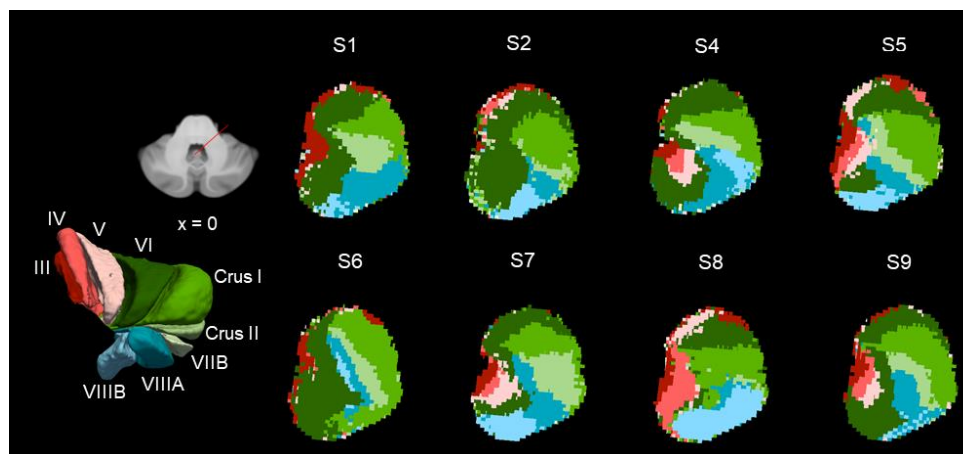 S1 S2 S4 S5
x = 0
IV V VI
III
Crus I
Crus II
VIIB
VIIIB VIIIA
S6 S7 S8 S9